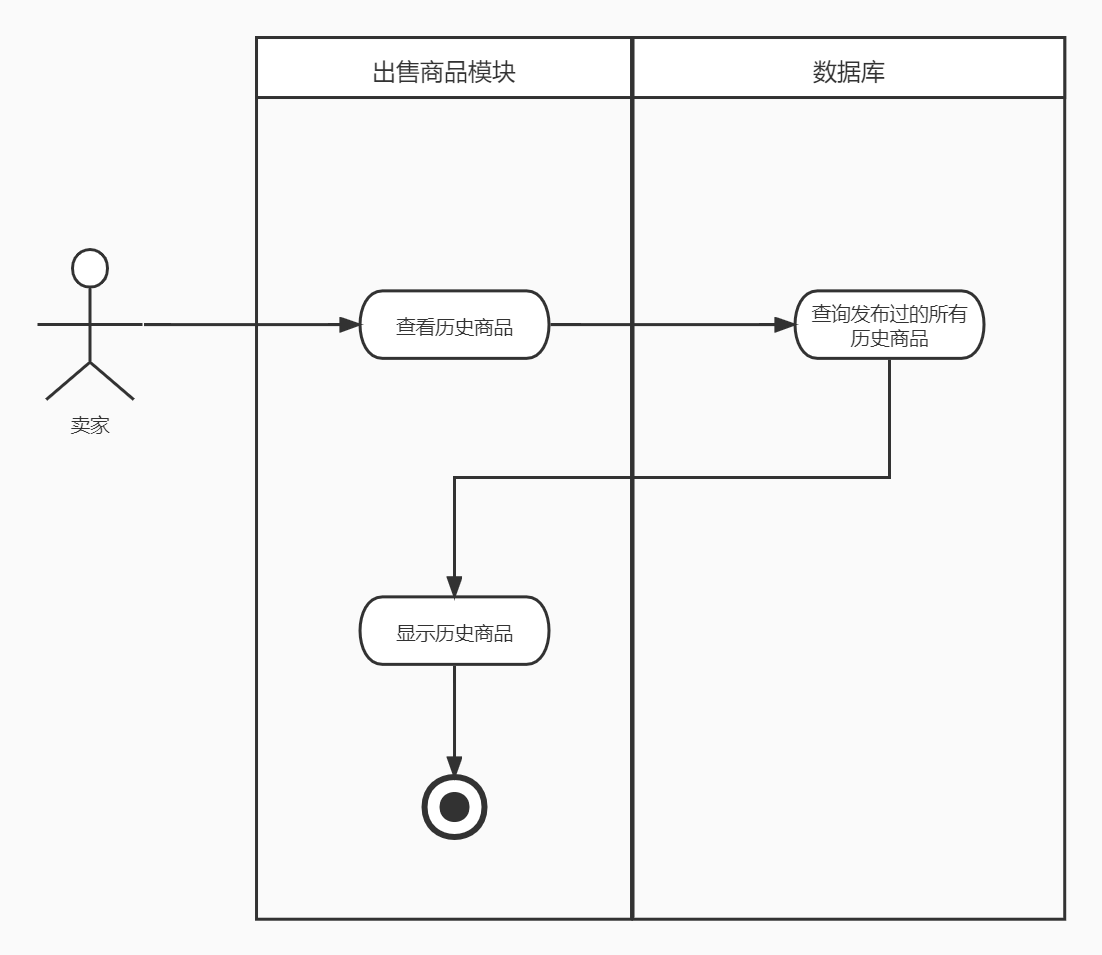 出售商品模块
数据库
查看历史商品
查询发布过的所有
历史商品
卖家
显示历史商品